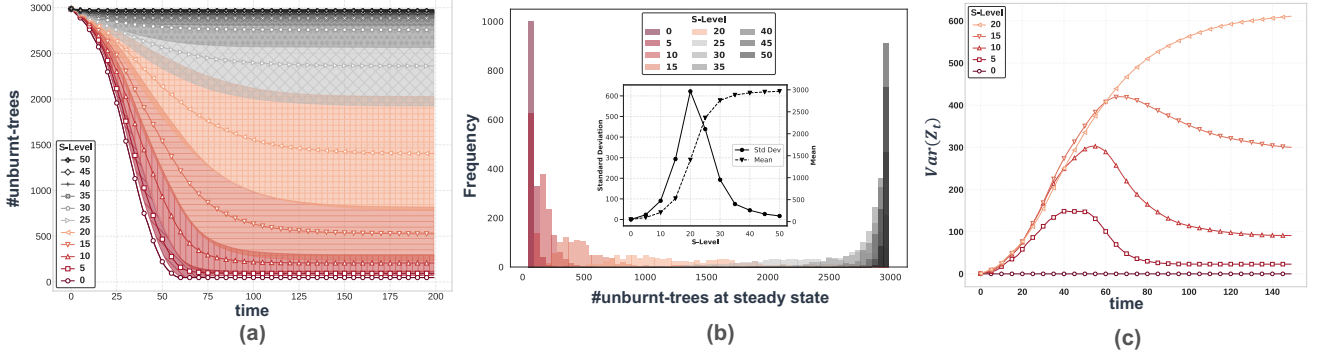 3000
2500
2000
1500
1000
500
0
#unburnt-trees
S-Level
50
45
40
35
30
25
20
15
10
5
0
0 25 50 75 100 125 150 175 200
time
(a)
1000
800
600
400
200
0
Frequency
S-Level
0 20 40
5 25 45
10 30 50
15 35
600
500
400
300
200
100
0
Standard Deviation
Std Dev
Mean
3000
2500
2000
1500
1000
500
0
Mean
0 10 20 30 40 50
S-Level
0 500 1000 1500 2000 2500 3000
#unburnt-trees at steady state
(b)
S-Level
20
15
10
5
0
600
500
400
300
200
100
0
Var(Z_t)
0 20 40 60 80 100 120 140
time
(c)